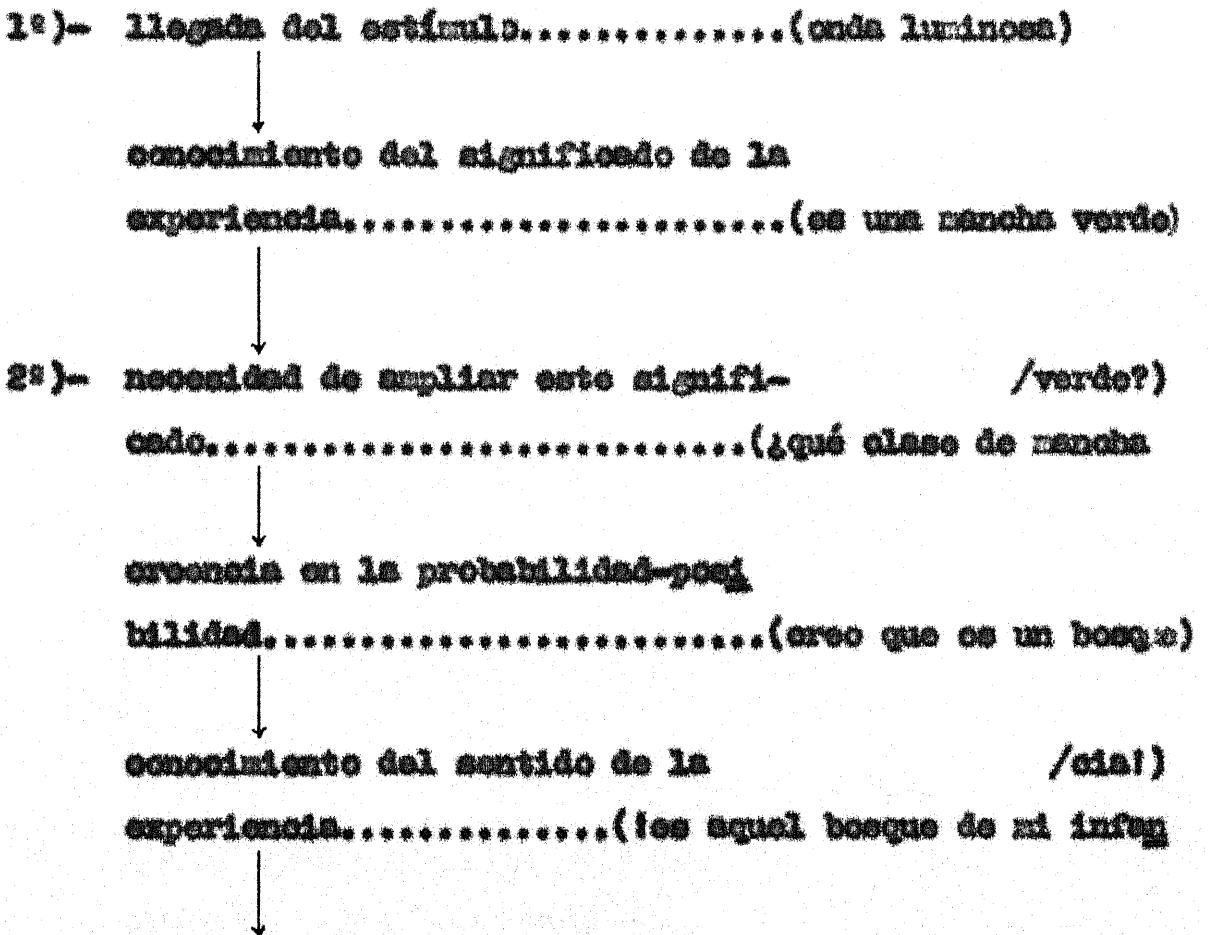 1º)- llegada del estímulo..............(onda luminosa)
conocimiento del significado de la
experiencia.......................(es una mancha verde)
2º)- necesidad de ampliar este signifi- /verde?)
cado............................(¿qué clase de mancha
creencia en la probabilidad-posi
bilidad..........................(creo que es un bosque)
conocimiento del sentido de la /cia!)
experiencia..............(!es aquel bosque de mi infan